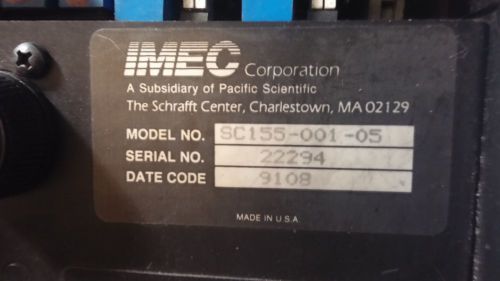 IMEC Corporation
A Subsidiary of Pacific Scientific
The Schrafft Center, Charlestown, MA 02129
MODEL NO. SC155-001-05
SERIAL NO. 22294
DATE CODE 9108
MADE IN U.S.A.